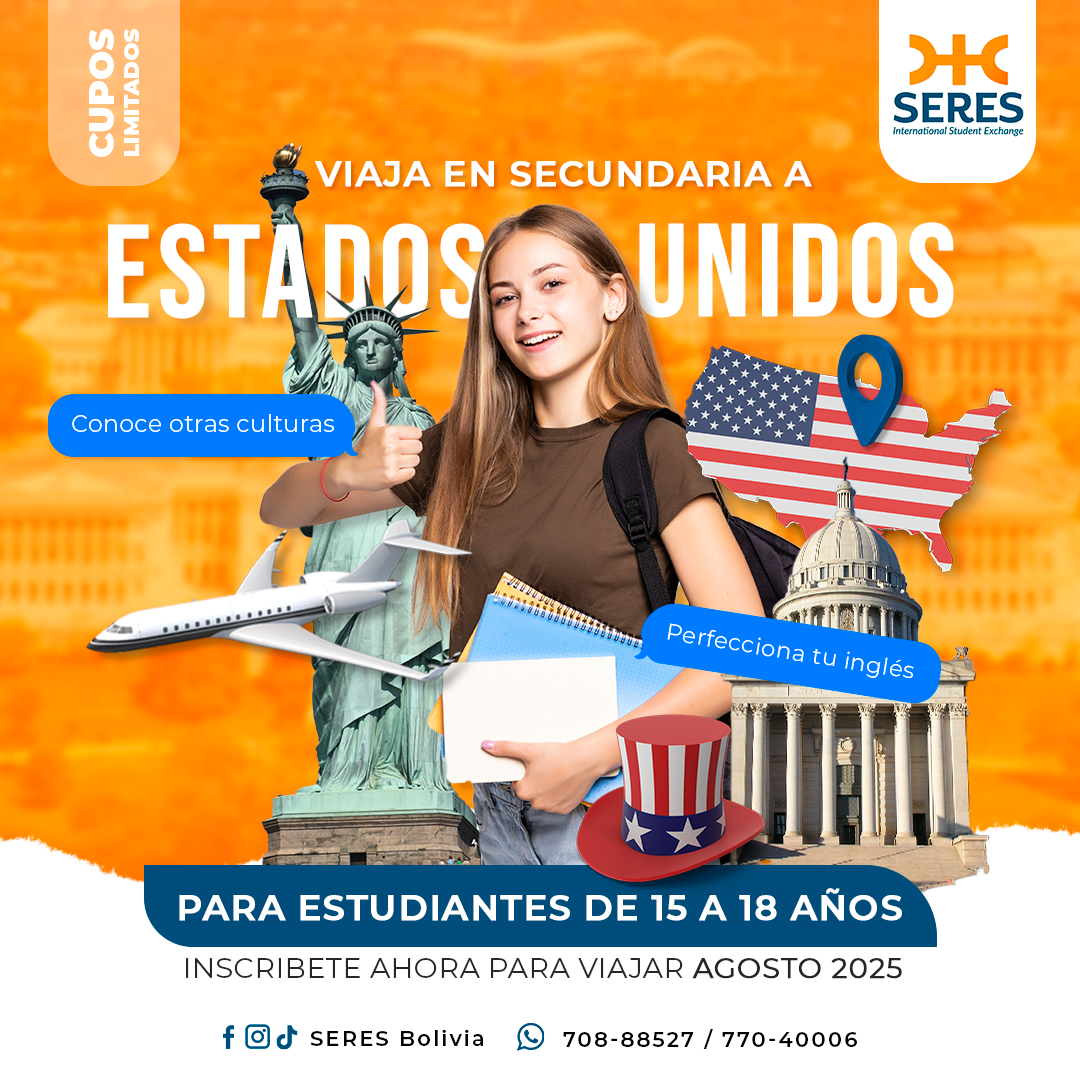 CUPOS
LIMITADOS
SERES
International Student Exchange
VIAJA EN SECUNDARIA A
ESTADOS UNIDOS
Conoce otras culturas
Perfecciona tu inglés
STATE
PARA ESTUDIANTES DE 15 A 18 AÑOS
INSCRIBETE AHORA PARA VIAJAR AGOSTO 2025
SERES Bolivia 708-88527 / 770-40006